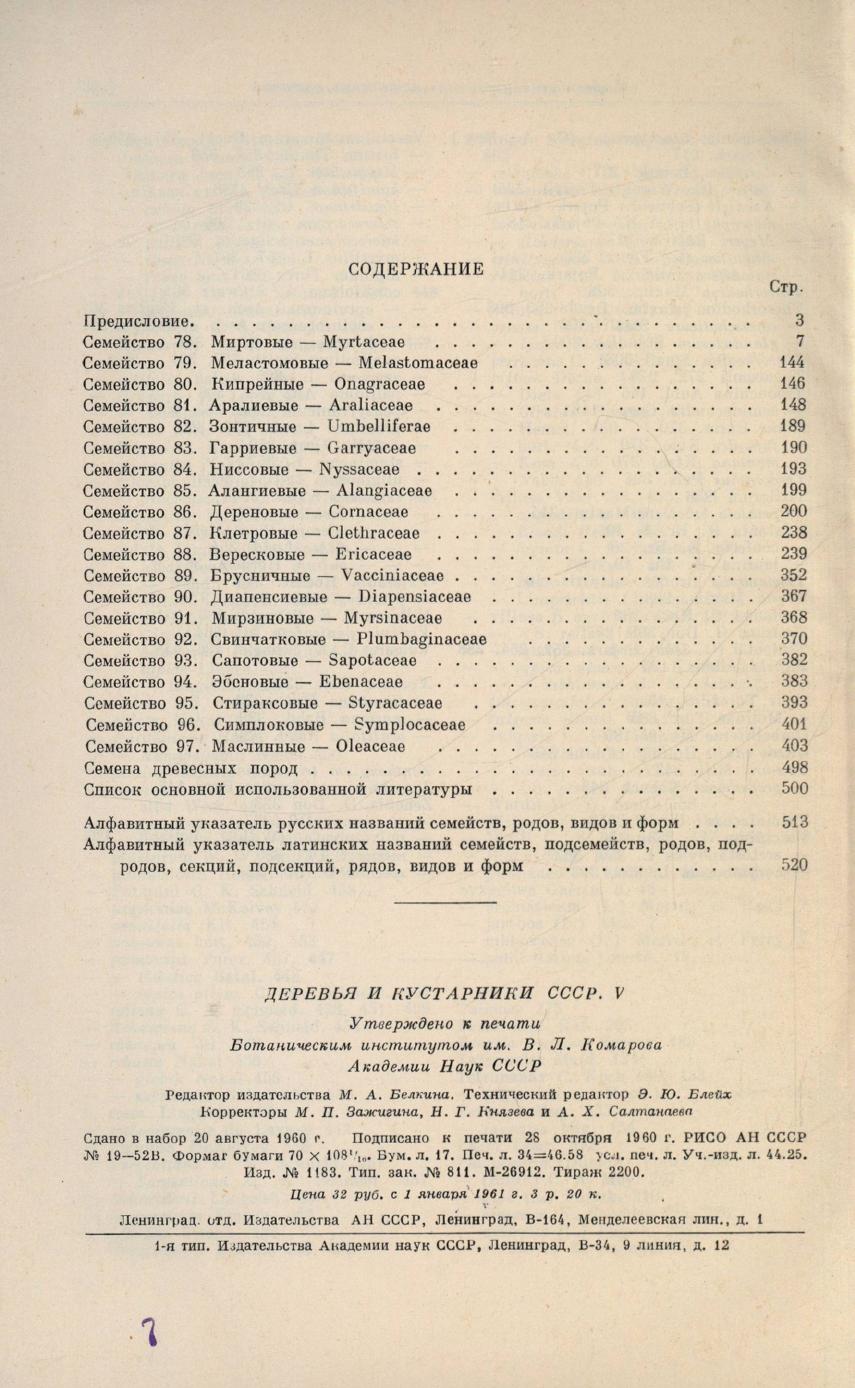 СОДЕРЖАНИЕ
Стр.
Предисловие. . . . . . . . . . . . . . . . . . . . . . . . 3
Семейство 78. Миртовые — Myrtaceae . . . . . . . . . . . . . . . . . 7
Семейство 79. Меластомовые — Melastomaceae . . . . . . . . . . . . . . 144
Семейство 80. Кипрейные — Onagraceae . . . . . . . . . . . . . . . . . 146
Семейство 81. Аралиевые — Araliaceae . . . . . . . . . . . . . . . . . . 148
Семейство 82. Зонтичные — Umbelliferae . . . . . . . . . . . . . . . . . 189
Семейство 83. Гарриевые — Garryaceae . . . . . . . . . . . . . . . . . 190
Семейство 84. Ниссовые — Nyssaceae . . . . . . . . . . . . . . . . . . . 193
Семейство 85. Алангиевые — Alangiaceae . . . . . . . . . . . . . . . . . 199
Семейство 86. Дереновые — Cornaceae . . . . . . . . . . . . . . . . . 200
Семейство 87. Клетровые — Clethraceae . . . . . . . . . . . . . . . . . . 238
Семейство 88. Вересковые — Ericaceae . . . . . . . . . . . . . . . . . . 239
Семейство 89. Брусничные — Vacciniaceae . . . . . . . . . . . . . . . . . 352
Семейство 90. Диапенсиевые — Diapensiaceae . . . . . . . . . . . . . . . 367
Семейство 91. Мирзиновые — Myrsinaceae . . . . . . . . . . . . . . . . 368
Семейство 92. Свинчатковые — Plumbaginaceae . . . . . . . . . . . . . 370
Семейство 93. Сапотовые — Sapotaceae . . . . . . . . . . . . . . . . . . 382
Семейство 94. Эбеновые — Ebenaceae . . . . . . . . . . . . . . . . . . 383
Семейство 95. Стираксовые — Styracaceae . . . . . . . . . . . . . . . . 393
Семейство 96. Симплоковые — Symplocaceae . . . . . . . . . . . . . . . 401
Семейство 97. Маслинные — Oleaceae . . . . . . . . . . . . . . . . . . 403
Семена древесных пород . . . . . . . . . . . . . . . . . . . . . . . . . 498
Список основной использованной литературы . . . . . . . . . . . . . . . 500
Алфавитный указатель русских названий семейств, родов, видов и форм . . . . 513
Алфавитный указатель латинских названий семейств, подсемейств, родов, под-
родов, секций, подсекций, рядов, видов и форм . . . . . . . . . . . . 520
ДЕРЕВЬЯ И КУСТАРНИКИ СССР. V
Утверждено к печати
Ботаническим институтом им. В. Л. Комарова
Академии Наук СССР
Редактор издательства М. А. Белкина. Технический редактор Э. Ю. Блейх
Корректоры М. П. Зажигина, Н. Г. Князева и А. Х. Салтанаева
Сдано в набор 20 августа 1960 г. Подписано к печати 28 октября 1960 г. РИСО АН СССР
№ 19—52В. Формат бумаги 70 × 108¹/₁₆. Бум. л. 17. Печ. л. 34=46.58 усл. печ. л. Уч.-изд. л. 44.25.
Изд. № 1183. Тип. зак. № 811. М-26912. Тираж 2200.
Цена 32 руб. с 1 января 1961 г. 3 р. 20 к.
Ленинград. отд. Издательства АН СССР, Ленинград, В-164, Менделеевская лин., д. 1
1-я тип. Издательства Академии наук СССР, Ленинград, В-34, 9 линия, д. 12